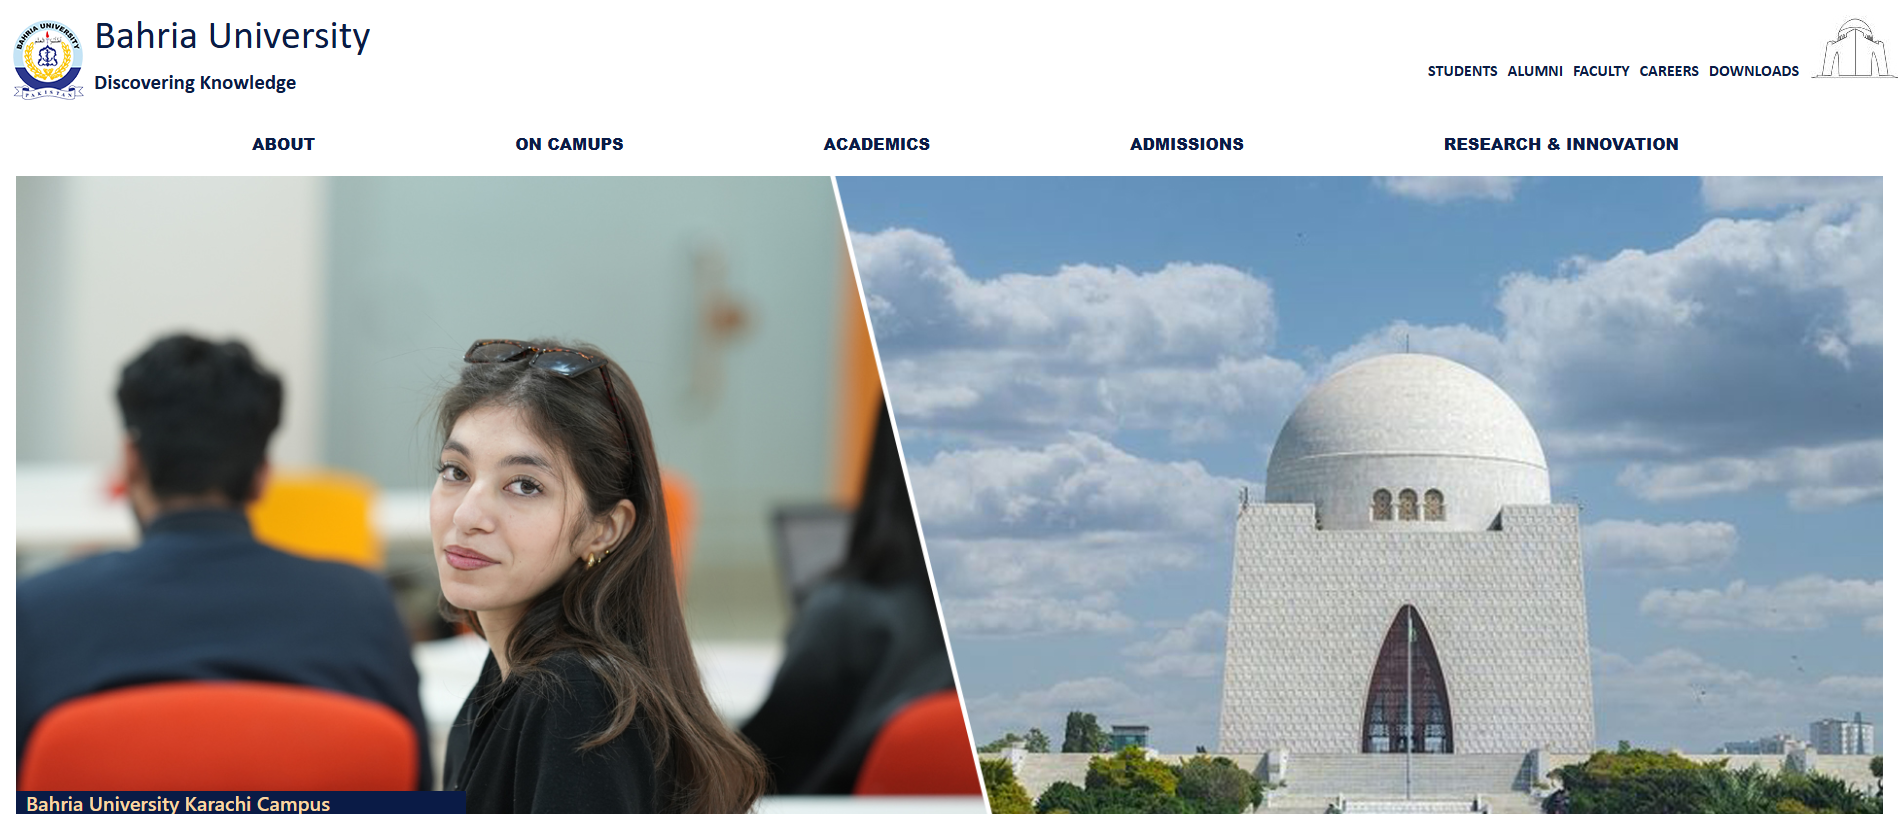 BAHRIA UNIVERSITY
PAKISTAN
Bahria University
Discovering Knowledge
STUDENTS ALUMNI FACULTY CAREERS DOWNLOADS
ABOUT ON CAMUPS ACADEMICS ADMISSIONS RESEARCH & INNOVATION
Bahria University Karachi Campus